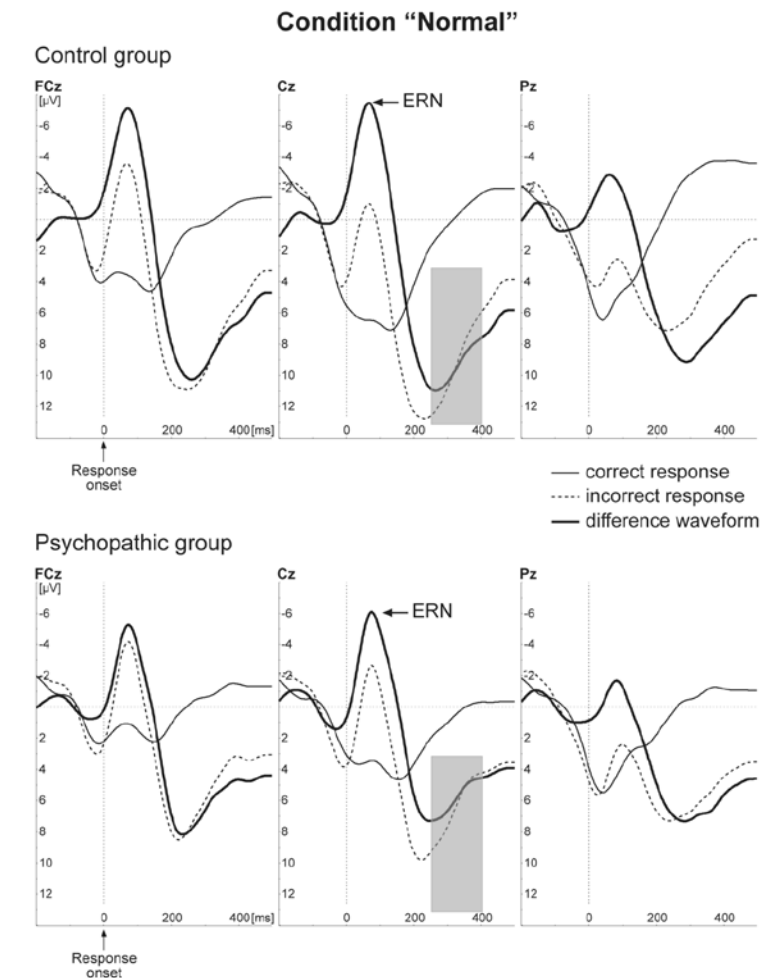 Condition “Normal”
Control group
FCz Cz Pz
[µV]
ERN
-6 -6 -6
-4 -4 -4
-2 -2 -2
2 2 2
4 4 4
6 6 6
8 8 8
10 10 10
12 12 12
0 200 400[ms] 0 200 400 0 200 400
Response
onset
correct response
incorrect response
difference waveform
Psychopathic group
FCz Cz Pz
[µV]
-6 -6 ERN -6
-4 -4 -4
-2 -2 -2
2 2 2
4 4 4
6 6 6
8 8 8
10 10 10
12 12 12
0 200 400[ms] 0 200 400 0 200 400
Response
onset